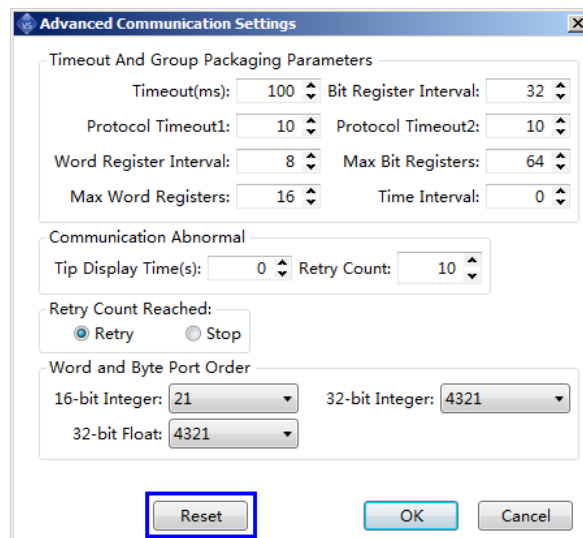 VS Advanced Communication Settings
Timeout And Group Packaging Parameters
Timeout(ms): 100 Bit Register Interval: 32
Protocol Timeout1: 10 Protocol Timeout2: 10
Word Register Interval: 8 Max Bit Registers: 64
Max Word Registers: 16 Time Interval: 0
Communication Abnormal
Tip Display Time(s): 0 Retry Count: 10
Retry Count Reached:
Retry Stop
Word and Byte Port Order
16-bit Integer: 21 32-bit Integer: 4321
32-bit Float: 4321
Reset OK Cancel